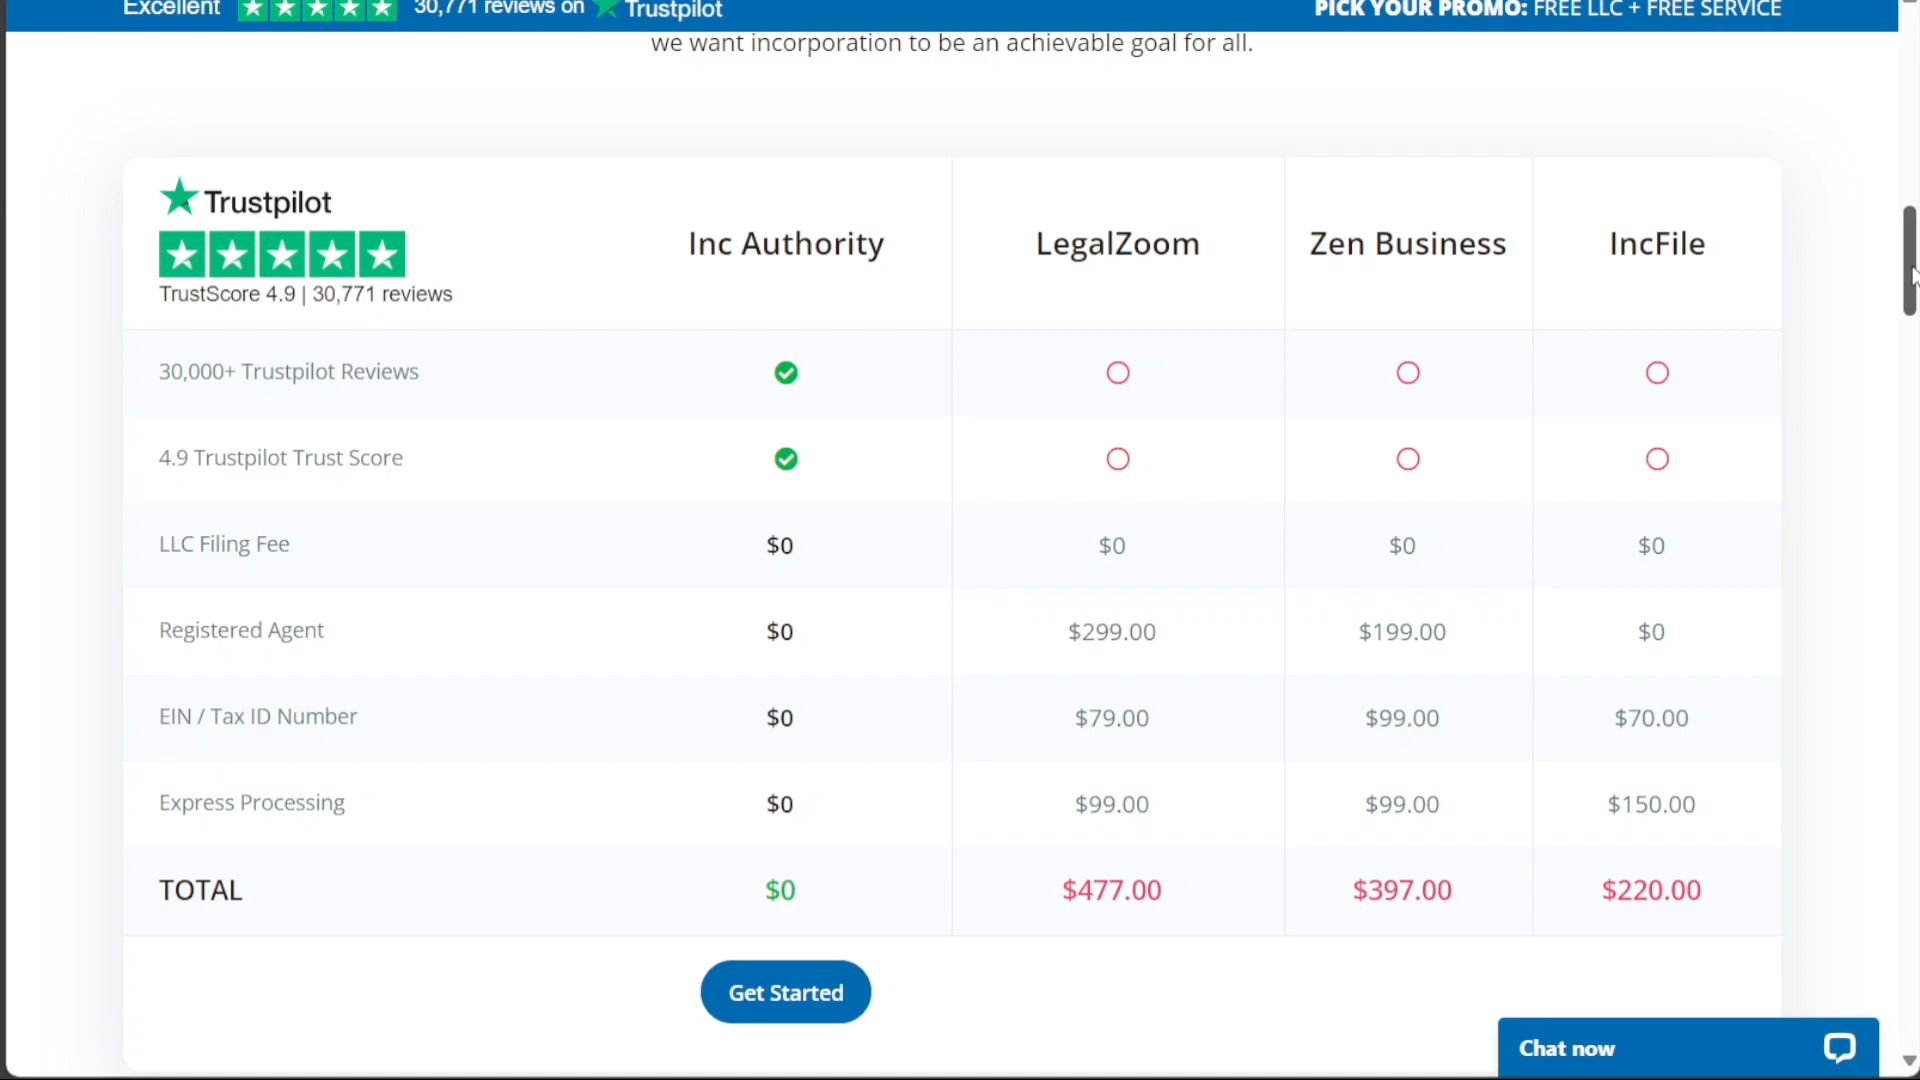 Excellent 30,771 reviews on Trustpilot PICK YOUR PROMO: FREE LLC + FREE SERVICE
we want incorporation to be an achievable goal for all.
Trustpilot
TrustScore 4.9 | 30,771 reviews
Inc Authority LegalZoom Zen Business IncFile
30,000+ Trustpilot Reviews
4.9 Trustpilot Trust Score
LLC Filing Fee $0 $0 $0 $0
Registered Agent $0 $299.00 $199.00 $0
EIN / Tax ID Number $0 $79.00 $99.00 $70.00
Express Processing $0 $99.00 $99.00 $150.00
TOTAL $0 $477.00 $397.00 $220.00
Get Started
Chat now